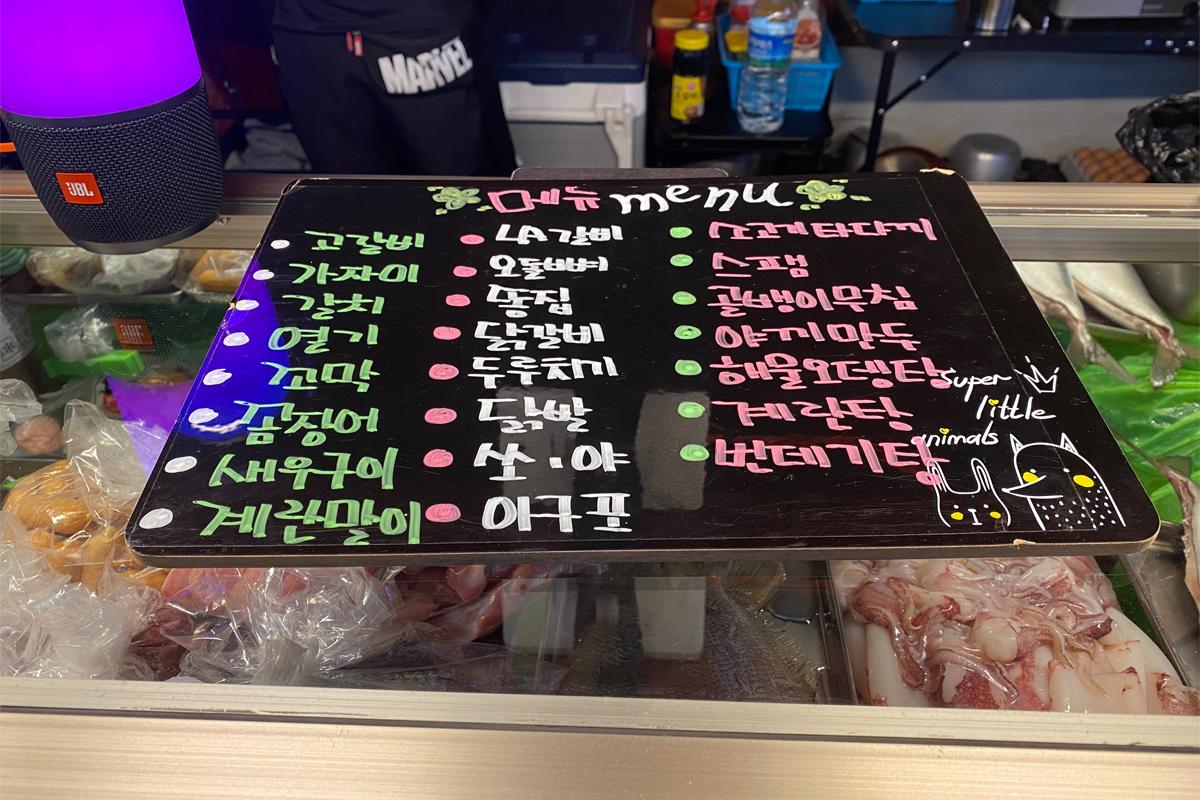 MARVEL
JBL
메뉴 menu
고갈비
가자미
갈치
열기
꼬막
곰장어
새우구이
계란말이
LA갈비
오돌뼈
똥집
닭갈비
두루치기
닭발
쏘.야
아구포
소고기타다끼
스팸
골뱅이무침
야끼만두
해물오뎅탕
계란탕
번데기탕
super
little
animals